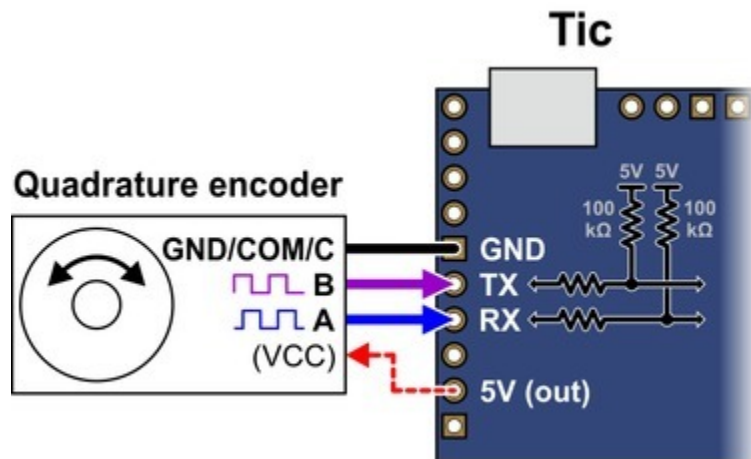 Tic
Quadrature encoder
5V 5V
100 kΩ
100 kΩ
GND/COM/C
GND
B
TX
A
RX
(VCC)
5V (out)